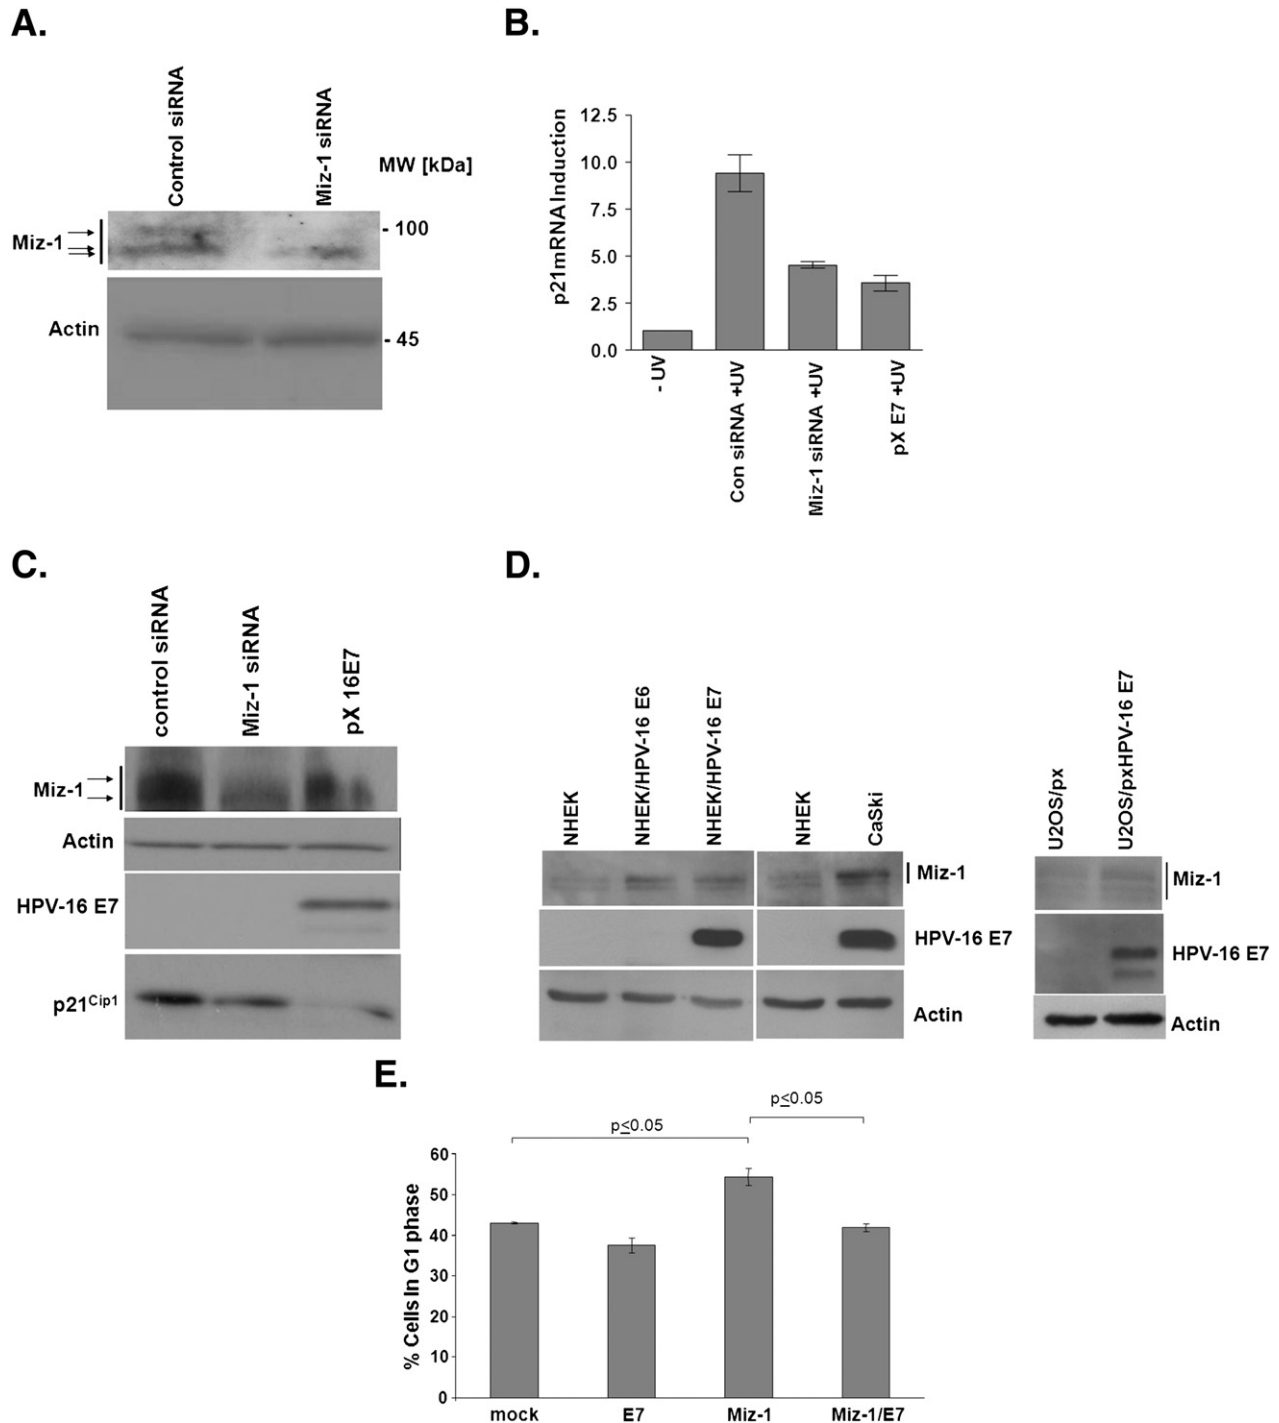 A.
Control siRNA
Miz-1 siRNA
MW [kDa]
Miz-1
- 100
Actin
- 45
B.
p21mRNA Induction
12.5
10.0
7.5
5.0
2.5
0.0
- UV
Con siRNA +UV
Miz-1 siRNA +UV
pX E7 +UV
C.
control siRNA
Miz-1 siRNA
pX 16E7
Miz-1
Actin
HPV-16 E7
p21Cip1
D.
NHEK
NHEK/HPV-16 E6
NHEK/HPV-16 E7
NHEK
CaSki
Miz-1
HPV-16 E7
Actin
U2OS/px
U2OS/pxHPV-16 E7
Miz-1
HPV-16 E7
Actin
E.
p≤0.05
p≤0.05
% Cells In G1 phase
60
50
40
30
20
10
0
mock
E7
Miz-1
Miz-1/E7